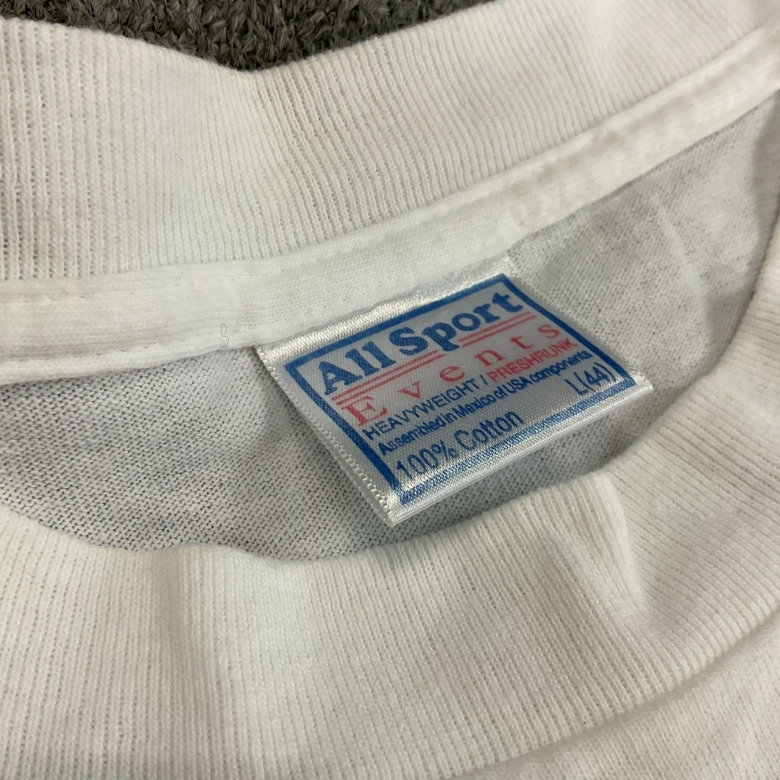 All Sport
Events
HEAVYWEIGHT / PRESHRUNK
Assembled in Mexico of USA components
100% Cotton L(44)